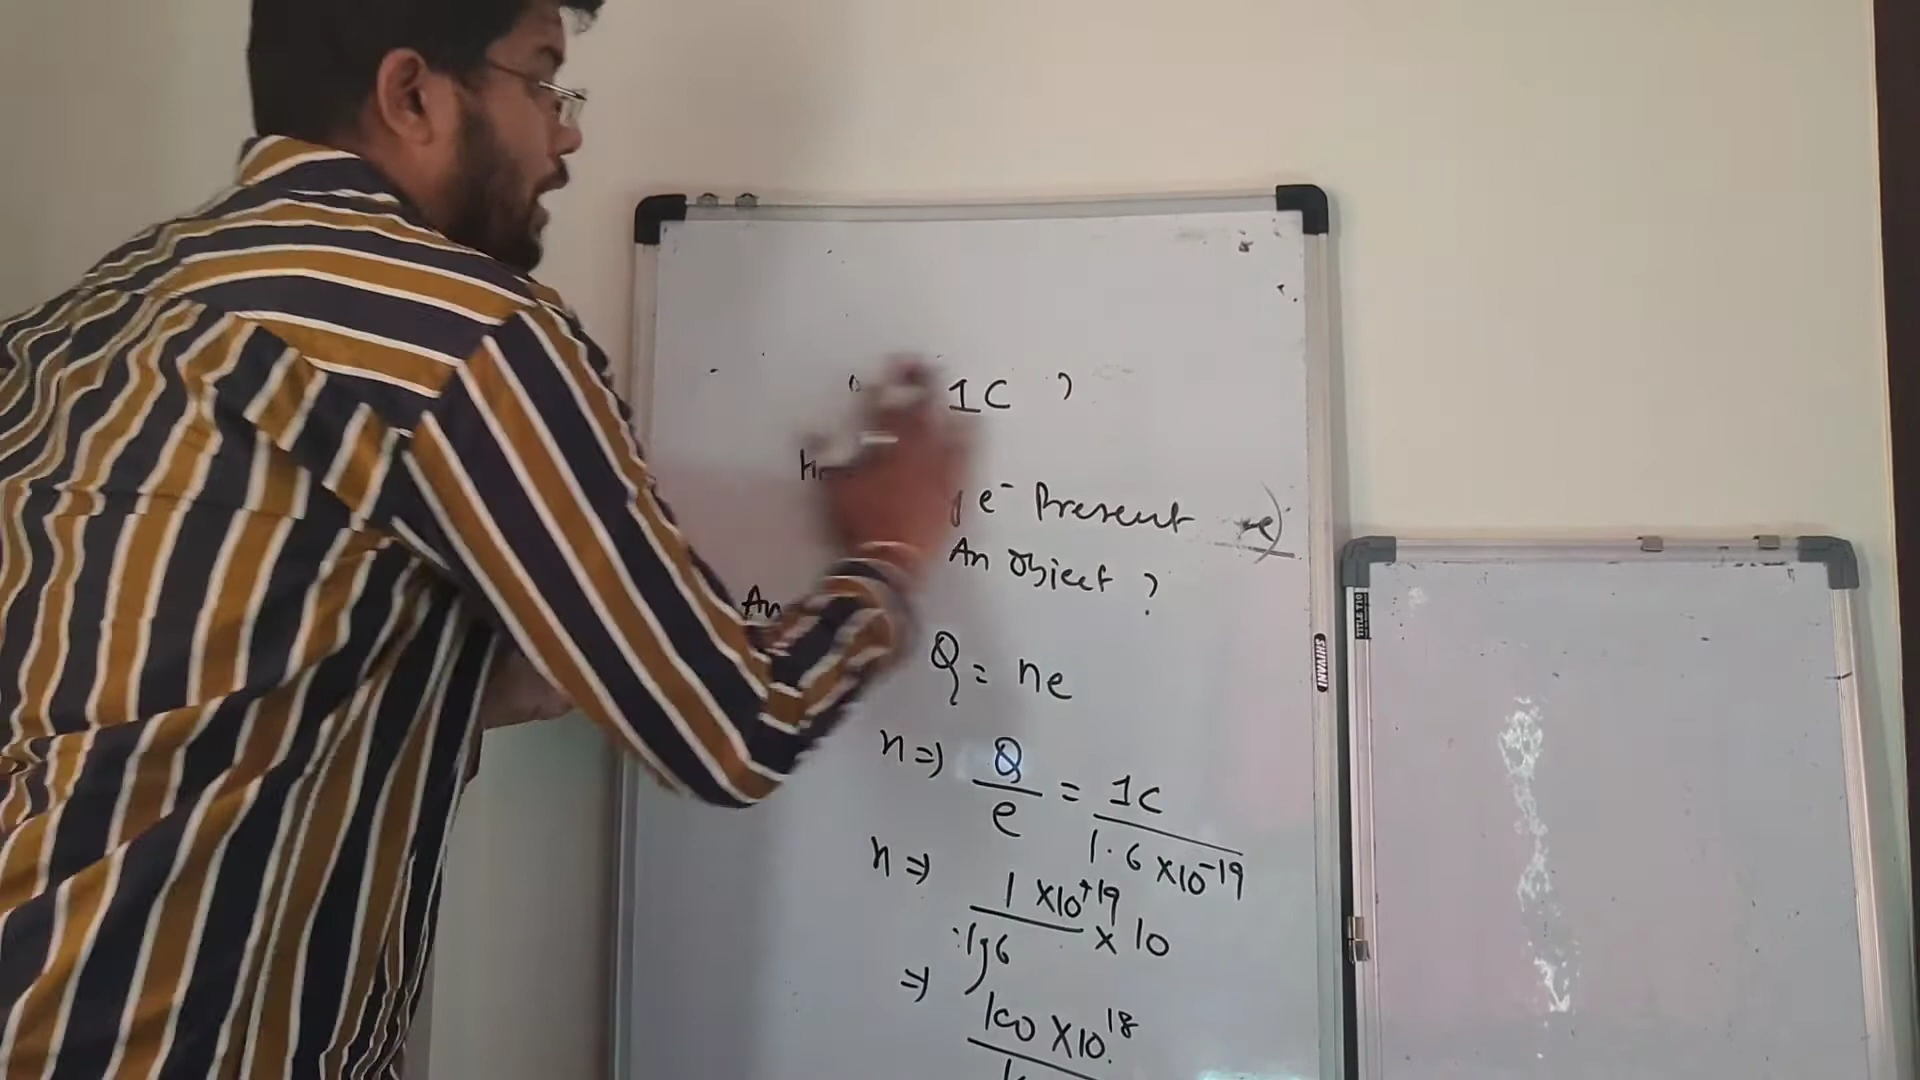 1C ?
e⁻ Present
An object ?
An
Q = ne
n => Q/e = 1C/1.6 x10⁻¹⁹
n => 1 x10⁺¹⁹/1.6 x 10
=> 100 x10¹⁸
SHIVANI